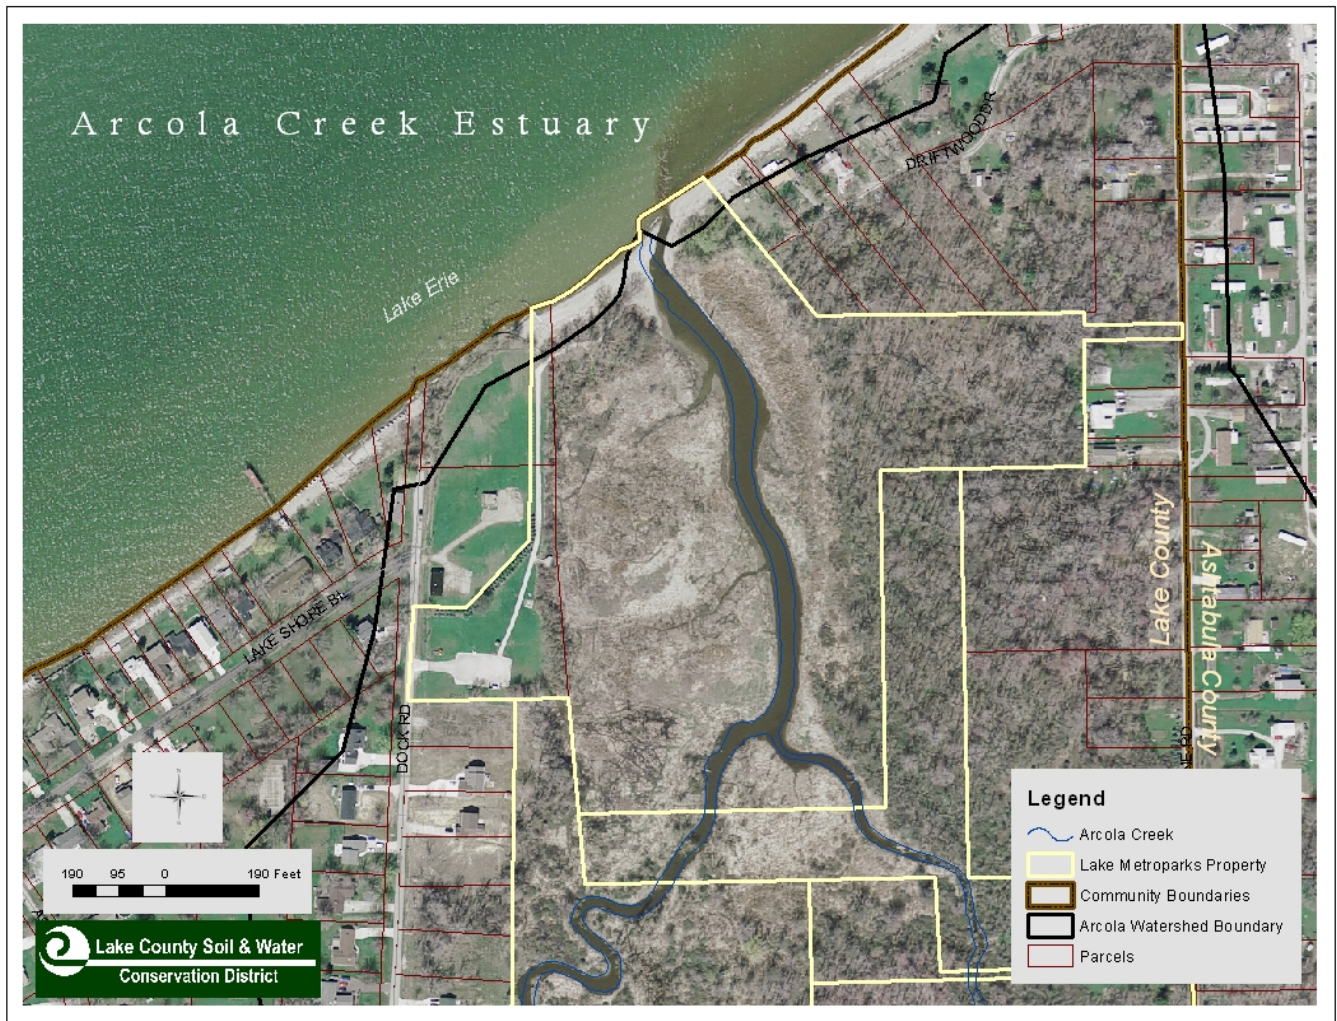 Arcola Creek Estuary
DRIFTWOOD DR
Lake Erie
Lake County
Ashtabula County
LAKE SHORE BL
DOCK RD
Legend
Arcola Creek
Lake Metroparks Property
Community Boundaries
Arcola Watershed Boundary
Parcels
190 95 0 190 Feet
Lake County Soil & Water
Conservation District